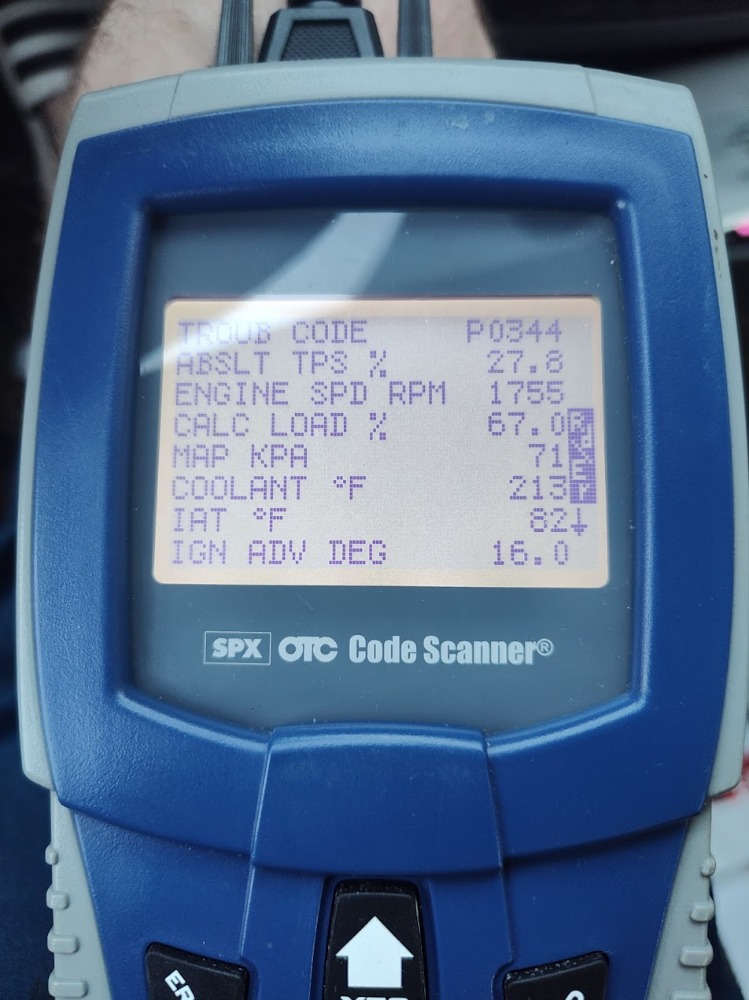 TROUB CODE P0344
ABSLT TPS % 27.8
ENGINE SPD RPM 1755
CALC LOAD % 67.0
MAP KPA 71
COOLANT °F 213
IAT °F 82↓
IGN ADV DEG 16.0
SPX OTC Code Scanner®